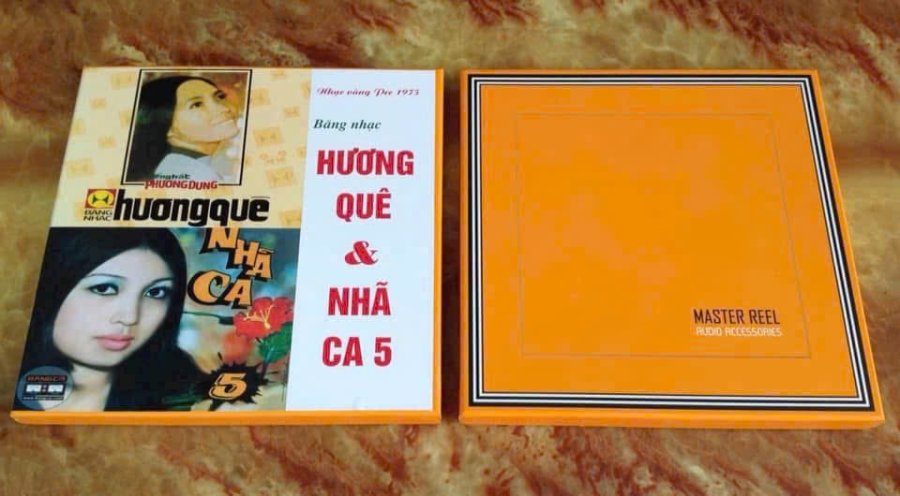 Nhạc vàng Pre 1975
Băng nhạc
HƯƠNG
QUÊ
&
NHÃ
CA 5
PHƯƠNG DUNG
BĂNG
NHẠC
hươngquê
NHÃ
CA
5
MASTER REEL
AUDIO ACCESSORIES